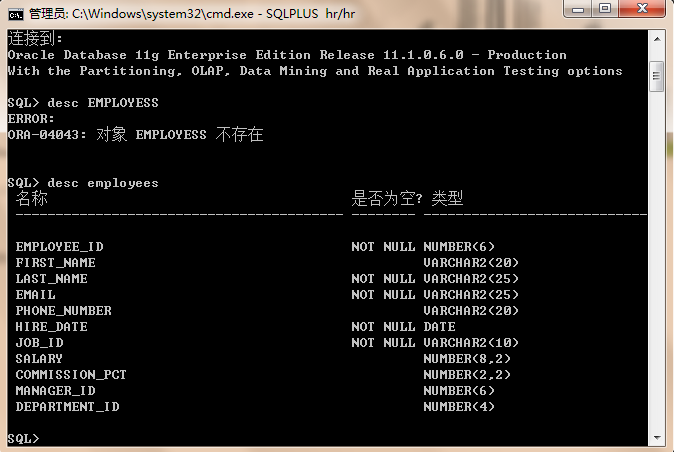 管理员: C:\Windows\system32\cmd.exe - SQLPLUS hr/hr
连接到:
Oracle Database 11g Enterprise Edition Release 11.1.0.6.0 - Production
With the Partitioning, OLAP, Data Mining and Real Application Testing options
SQL> desc EMPLOYESS
ERROR:
ORA-04043: 对象 EMPLOYESS 不存在
SQL> desc employees
名称 是否为空? 类型
----------------------------------------- -------- ----------------------------
EMPLOYEE_ID NOT NULL NUMBER(6)
FIRST_NAME VARCHAR2(20)
LAST_NAME NOT NULL VARCHAR2(25)
EMAIL NOT NULL VARCHAR2(25)
PHONE_NUMBER VARCHAR2(20)
HIRE_DATE NOT NULL DATE
JOB_ID NOT NULL VARCHAR2(10)
SALARY NUMBER(8,2)
COMMISSION_PCT NUMBER(2,2)
MANAGER_ID NUMBER(6)
DEPARTMENT_ID NUMBER(4)
SQL>